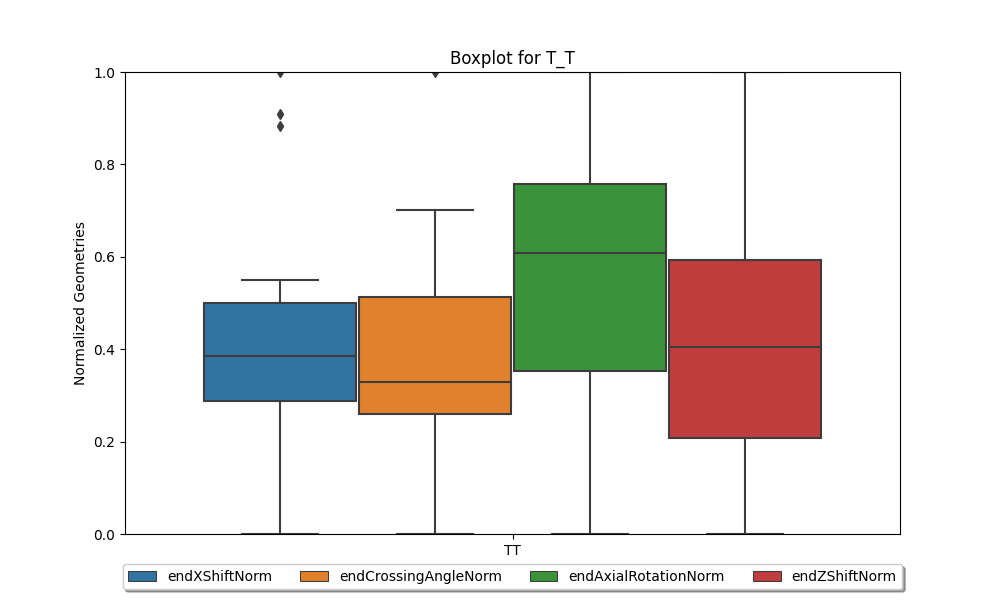 Boxplot for T_T
1.0
0.8
0.6
0.4
0.2
0.0
Normalized Geometries
TT
endXShiftNorm endCrossingAngleNorm endAxialRotationNorm endZShiftNorm